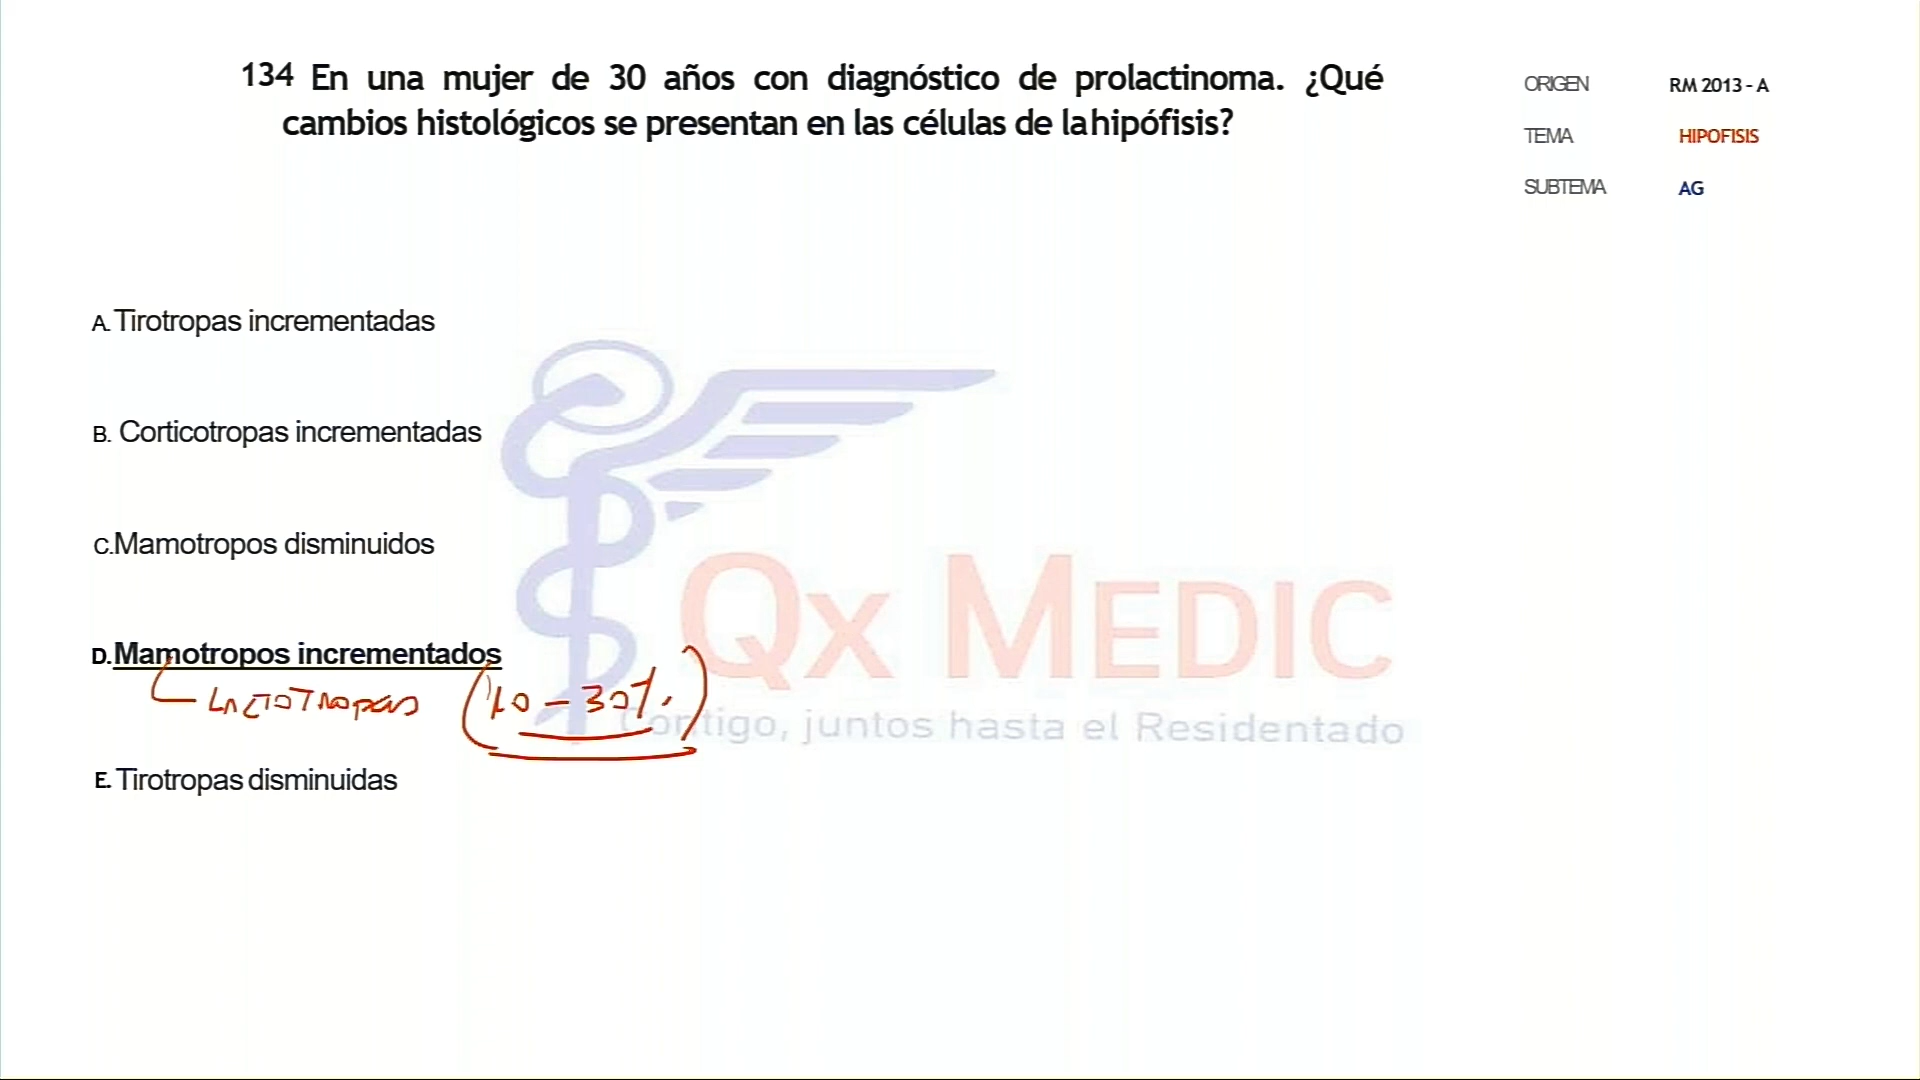 134 En una mujer de 30 años con diagnóstico de prolactinoma. ¿Qué
cambios histológicos se presentan en las células de la hipófisis?
ORIGEN RM 2013 - A
TEMA HIPOFISIS
SUBTEMA AG
A. Tirotropas incrementadas
B. Corticotropas incrementadas
C. Mamotropos disminuidos
D. Mamotropos incrementados
Lactotropas (10 - 30%)
E. Tirotropas disminuidas
Qx MEDIC
Contigo, juntos hasta el Residentado